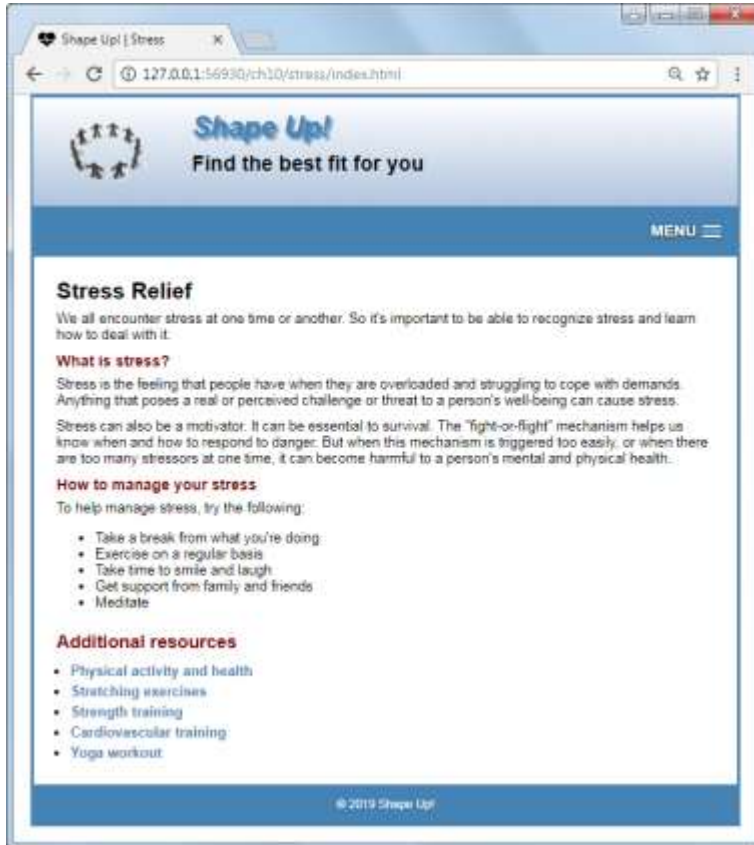 Shape Up! | Stress
127.0.0.1:56930/ch10/stress/index.html
Shape Up!
Find the best fit for you
MENU
Stress Relief
We all encounter stress at one time or another. So it's important to be able to recognize stress and learn
how to deal with it.
What is stress?
Stress is the feeling that people have when they are overloaded and struggling to cope with demands.
Anything that poses a real or perceived challenge or threat to a person's well-being can cause stress.
Stress can also be a motivator. It can be essential to survival. The "fight-or-flight" mechanism helps us
know when and how to respond to danger. But when this mechanism is triggered too easily, or when there
are too many stressors at one time, it can become harmful to a person's mental and physical health.
How to manage your stress
To help manage stress, try the following:
• Take a break from what you're doing
• Exercise on a regular basis
• Take time to smile and laugh
• Get support from family and friends
• Meditate
Additional resources
• Physical activity and health
• Stretching exercises
• Strength training
• Cardiovascular training
• Yoga workout
© 2019 Shape Up!